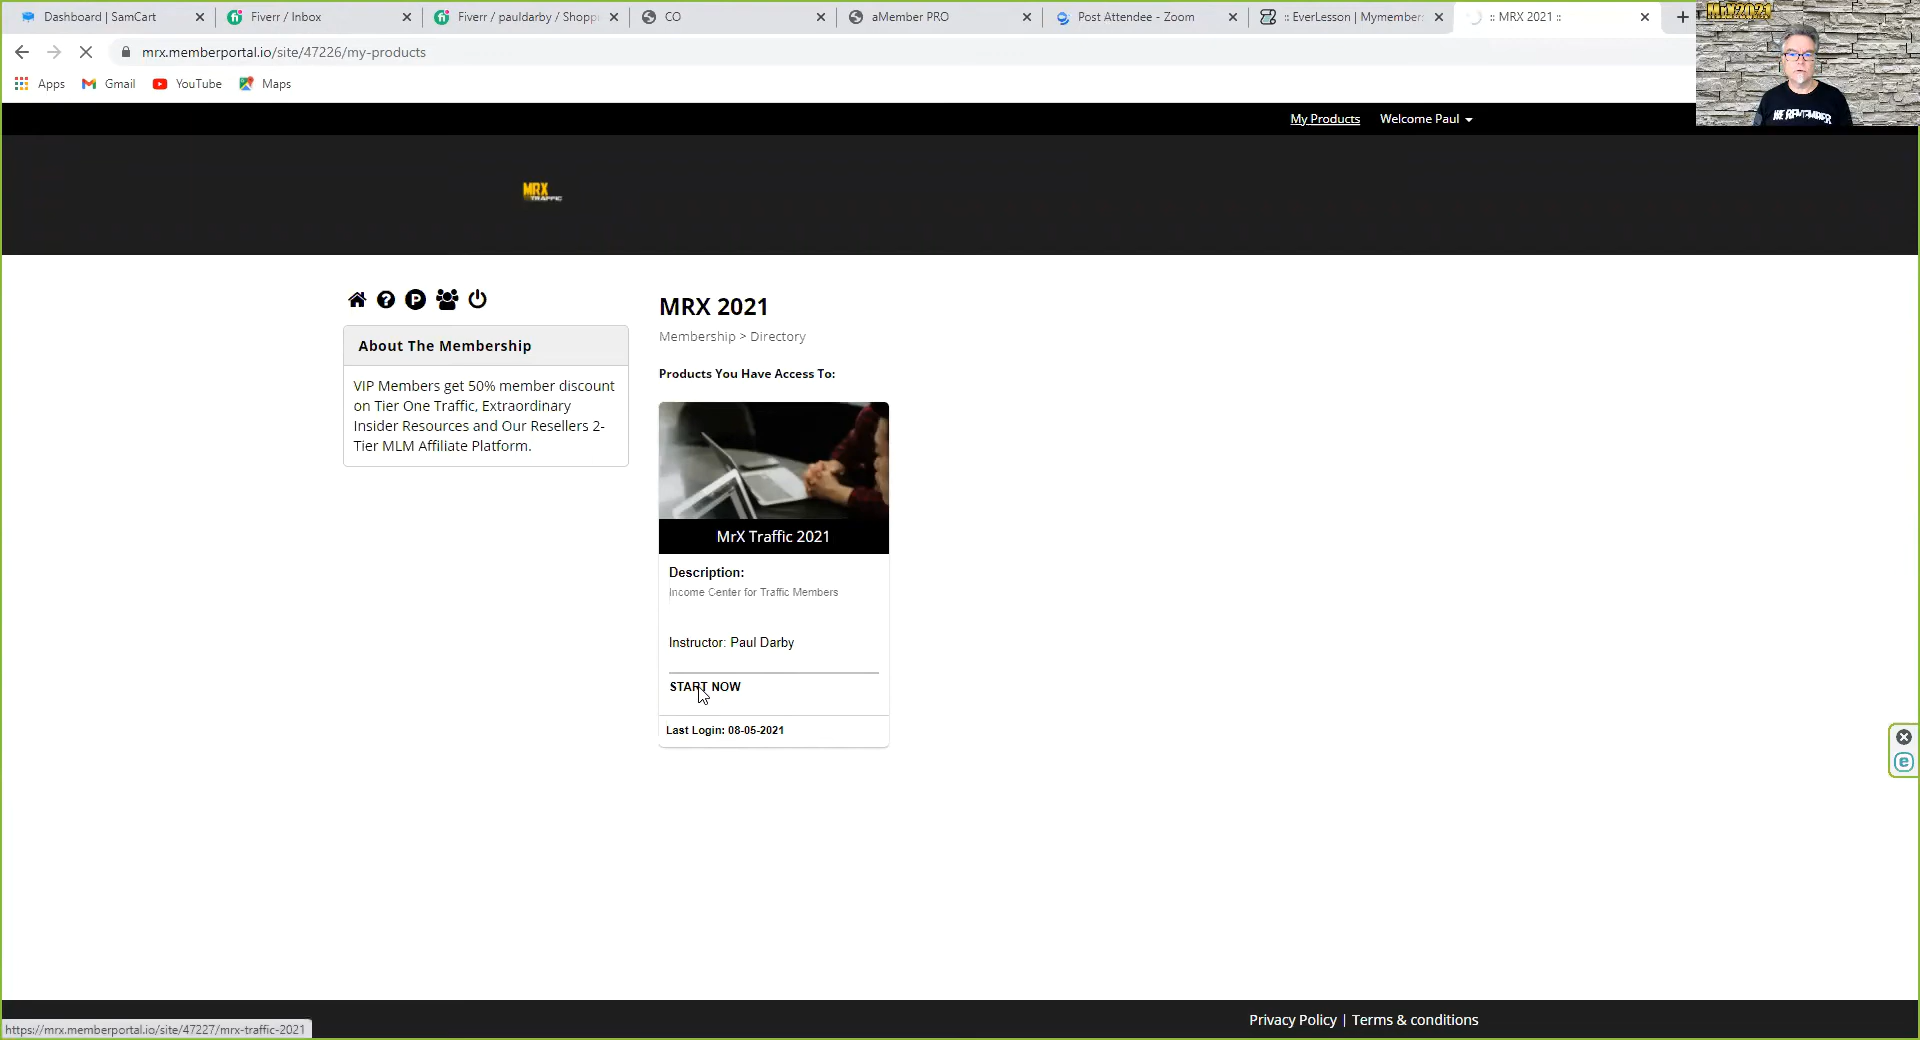 Dashboard | SamCart
Fiverr / Inbox
Fiverr / pauldarby / Shopp
CO
aMember PRO
Post Attendee - Zoom
:: EverLesson | Mymember
:: MRX 2021 ::
MrX2021
mrx.memberportal.io/site/47226/my-products
Apps
Gmail
YouTube
Maps
WE REMEMBER
My Products
Welcome Paul
MRX
TRAFFIC
MRX 2021
Membership > Directory
About The Membership
VIP Members get 50% member discount
on Tier One Traffic, Extraordinary
Insider Resources and Our Resellers 2-
Tier MLM Affiliate Platform.
Products You Have Access To:
MrX Traffic 2021
Description:
Income Center for Traffic Members
Instructor: Paul Darby
START NOW
Last Login: 08-05-2021
Privacy Policy | Terms & conditions
https://mrx.memberportal.io/site/47227/mrx-traffic-2021